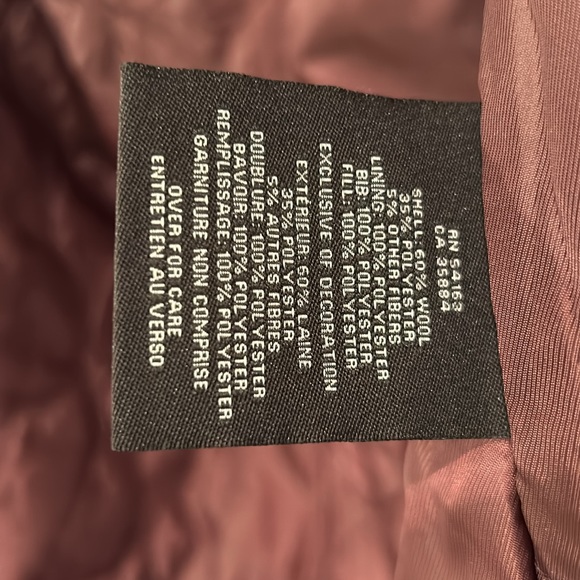 RN 54163
CA 35884
SHELL: 60% WOOL
35% POLYESTER
5% OTHER FIBERS
LINING: 100% POLYESTER
BIB: 100% POLYESTER
FILL: 100% POLYESTER
EXCLUSIVE OF DECORATION
EXTÉRIEUR: 60% LAINE
35% POLYESTER
5% AUTRES FIBRES
DOUBLURE: 100% POLYESTER
BAVOIR: 100% POLYESTER
REMPLISSAGE: 100% POLYESTER
GARNITURE NON COMPRISE
OVER FOR CARE
ENTRETIEN AU VERSO